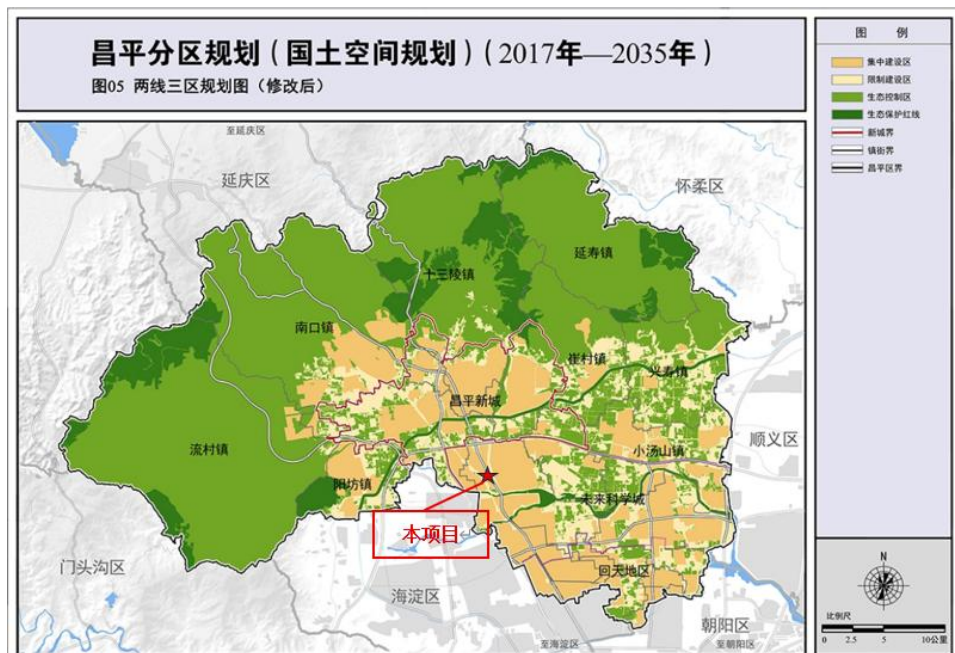 昌平分区规划（国土空间规划）（2017年—2035年）
图05 两线三区规划图（修改后）
图 例
集中建设区
限制建设区
生态控制区
生态保护红线
新城界
镇街界
昌平区界
至延庆区
延庆区
怀柔区
延寿镇
十三陵镇
南口镇
崔村镇
兴寿镇
昌平新城
顺义区
流村镇
小汤山镇
阳坊镇
未来科学城
本项目
门头沟区
回天地区
海淀区
朝阳区
至海淀区
至朝阳区
N
比例尺
0 2.5 5 10公里